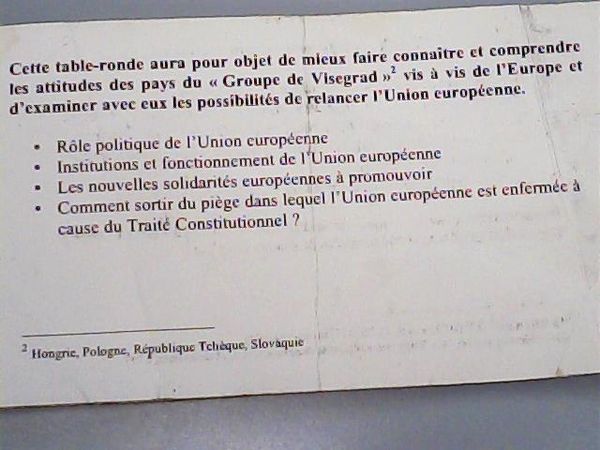 Cette table-ronde aura pour objet de mieux faire connaître et comprendre
les attitudes des pays du « Groupe de Visegrad »2 vis à vis de l'Europe et
d'examiner avec eux les possibilités de relancer l'Union européenne.
• Rôle politique de l'Union européenne
• Institutions et fonctionnement de l'Union européenne
• Les nouvelles solidarités européennes à promouvoir
• Comment sortir du piège dans lequel l'Union européenne est enfermée à
cause du Traité Constitutionnel ?
2 Hongrie, Pologne, République Tchèque, Slovaquie